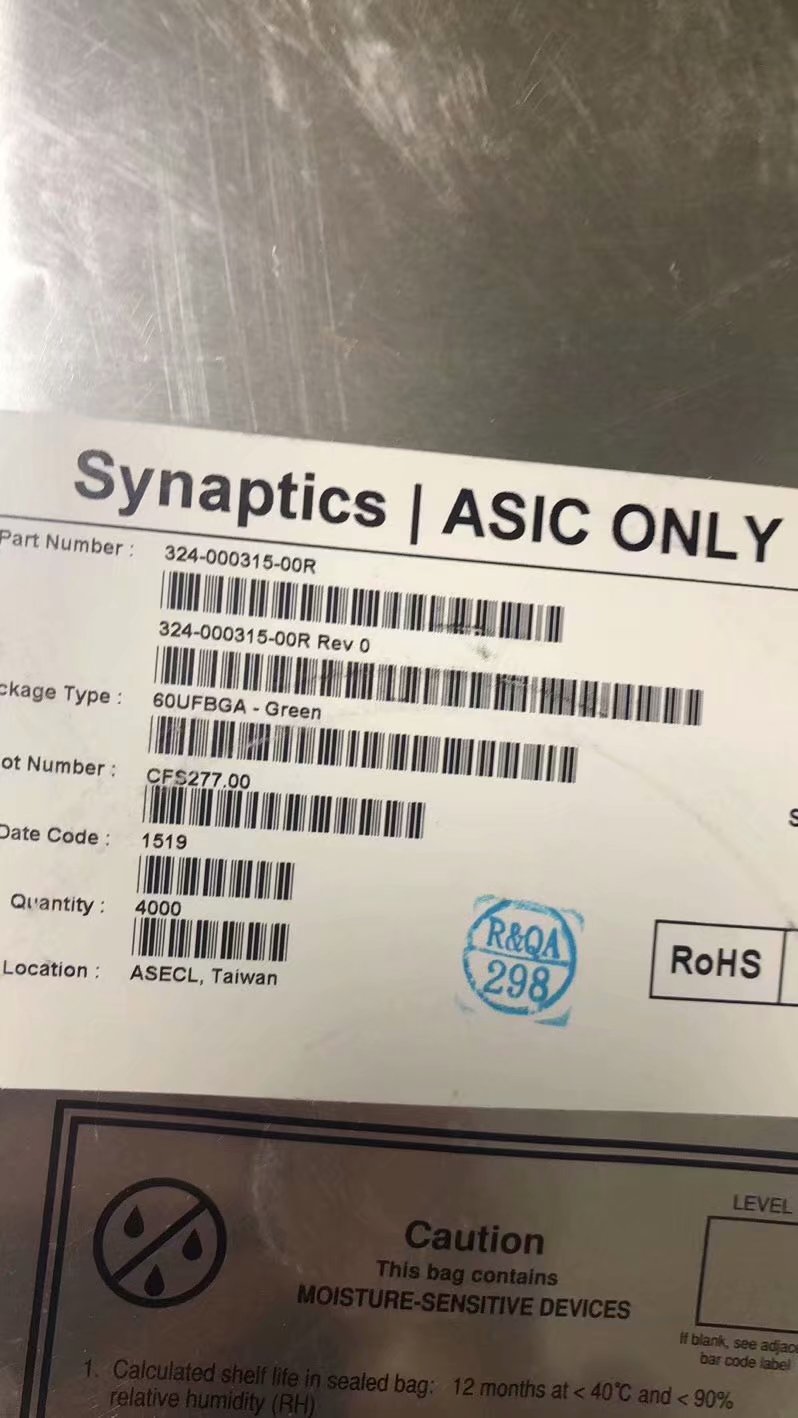 Synaptics | ASIC ONLY
Part Number : 324-000315-00R
324-000315-00R Rev 0
ckage Type : 60UFBGA - Green
ot Number : CFS277.00
Date Code : 1519
Quantity : 4000
Location : ASECL, Taiwan
R&QA
298
RoHS
LEVEL
Caution
This bag contains
MOISTURE-SENSITIVE DEVICES
If blank, see adjac
bar code label
1. Calculated shelf life in sealed bag: 12 months at < 40°C and < 90%
relative humidity (RH)